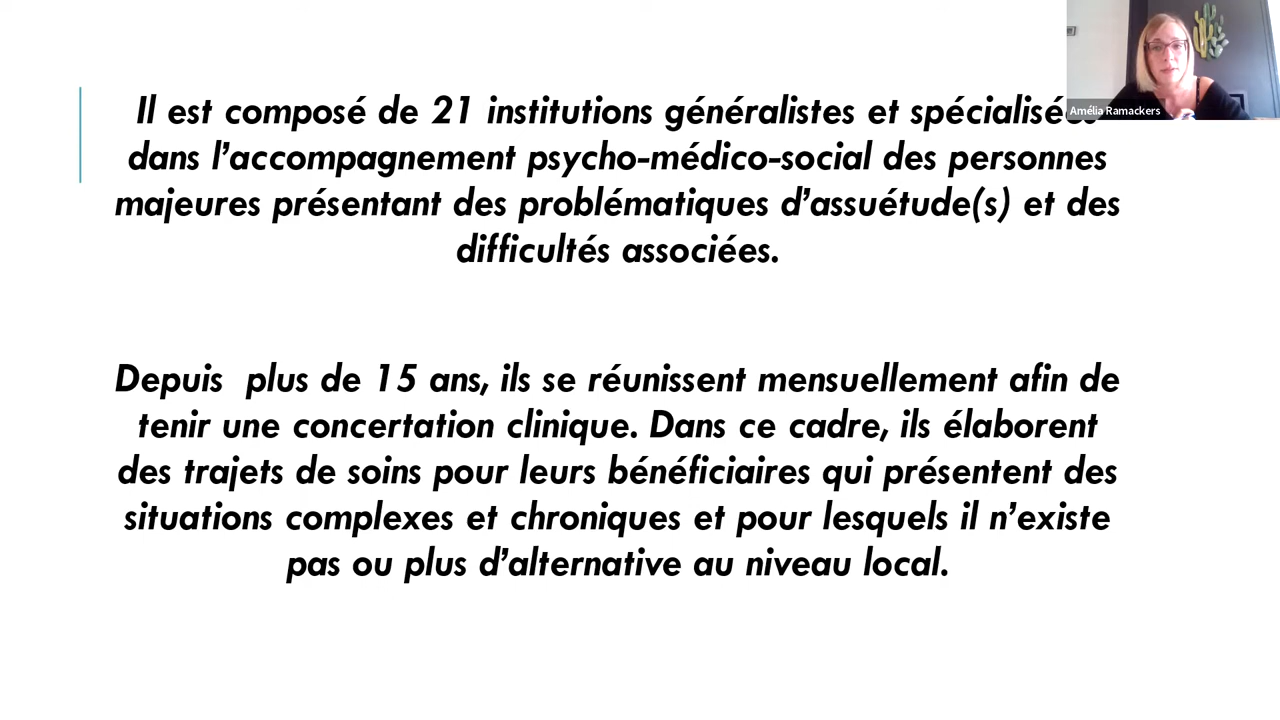 Il est composé de 21 institutions généralistes et spécialisées
dans l’accompagnement psycho-médico-social des personnes
majeures présentant des problématiques d’assuétude(s) et des
difficultés associées.
Depuis  plus de 15 ans, ils se réunissent mensuellement afin de
tenir une concertation clinique. Dans ce cadre, ils élaborent
des trajets de soins pour leurs bénéficiaires qui présentent des
situations complexes et chroniques et pour lesquels il n’existe
pas ou plus d’alternative au niveau local.
Amélia Ramackers